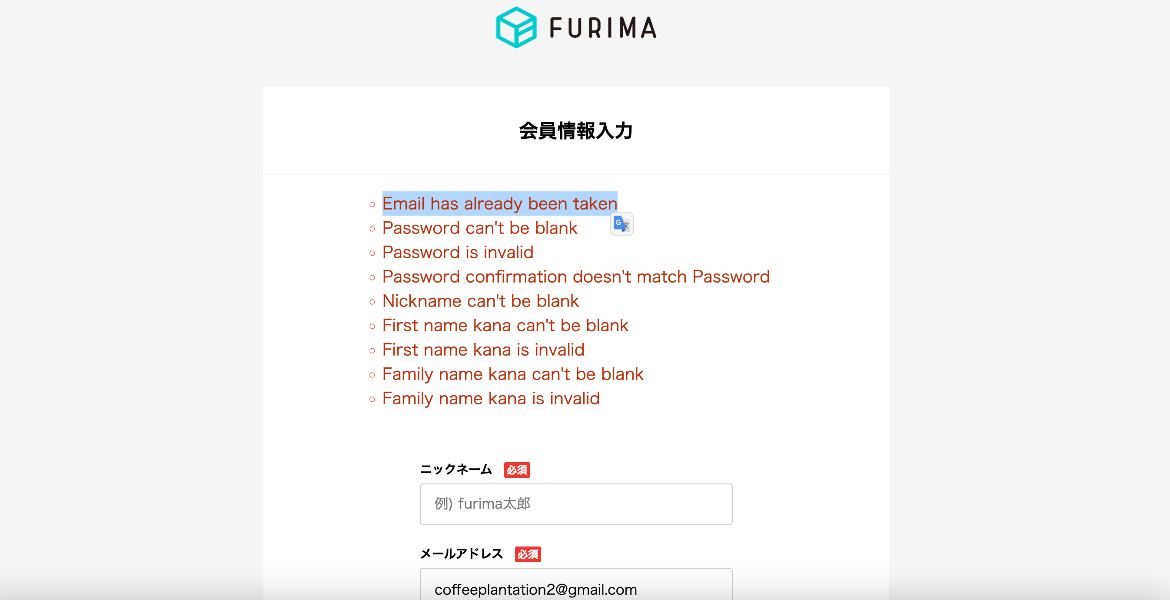 FURIMA
会員情報入力
Email has already been taken
Password can't be blank
Password is invalid
Password confirmation doesn't match Password
Nickname can't be blank
First name kana can't be blank
First name kana is invalid
Family name kana can't be blank
Family name kana is invalid
ニックネーム 必須
例) furima太郎
メールアドレス 必須
coffeeplantation2@gmail.com